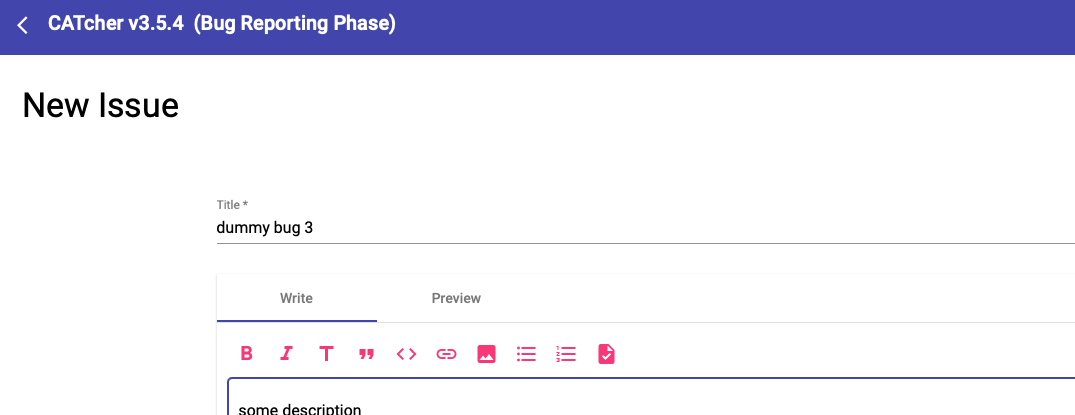 CATcher v3.5.4 (Bug Reporting Phase)
New Issue
Title *
dummy bug 3
Write Preview
some description